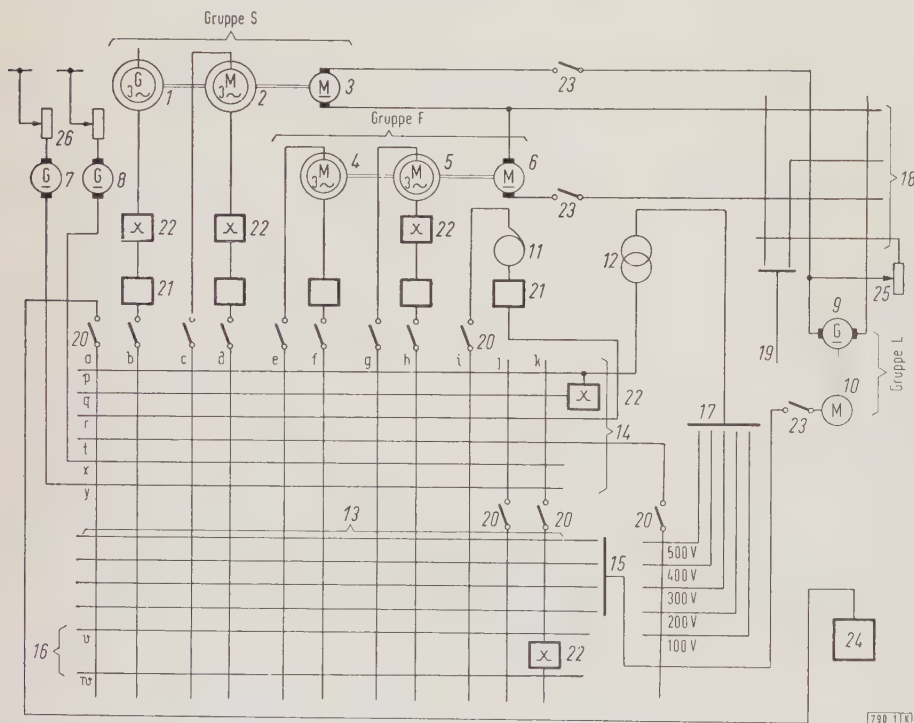 Gruppe S
3 G ~
1
3 M ~
2
M
3
23
26
Gruppe F
G
7
G
8
3 M ~
4
3 M ~
5
M
6
23
18
22
22
22
11
12
21
21
25
9
G
19
Gruppe L
10
M
23
20
a
b
c
d
e
f
g
h
i
20
j
k
p
q
r
t
x
y
22
14
17
13
20
20
20
15
500 V
400 V
300 V
200 V
100 V
16
v
w
22
24
790 1 K